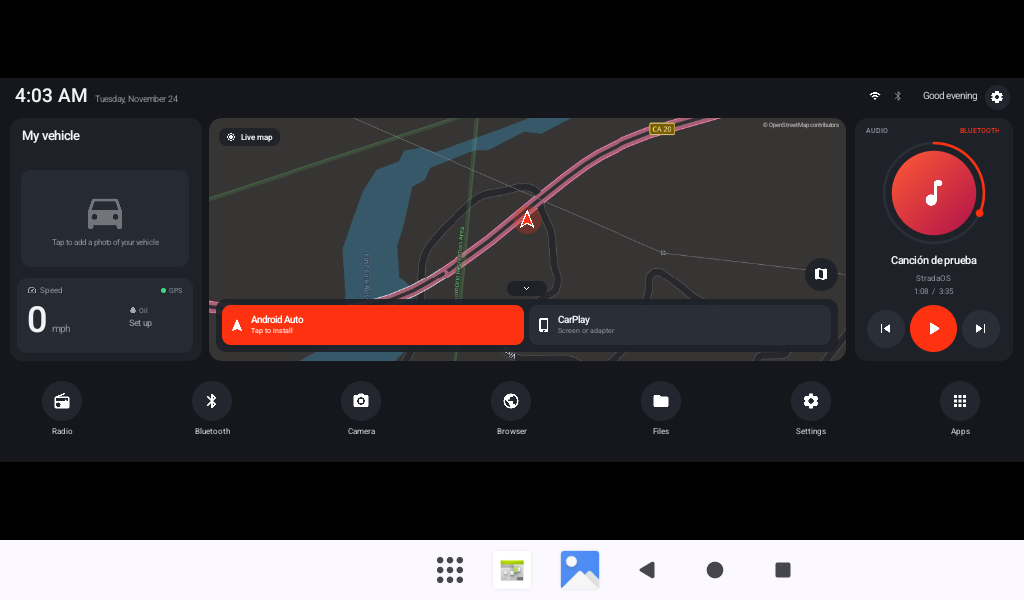 4:03 AM
Tuesday, November 24
Good evening
My vehicle
Tap to add a photo of your vehicle
Speed
GPS
0 mph
Oil
Set up
Live map
CA 20
© OpenStreetMap contributors
Android Auto
Tap to install
CarPlay
Screen or adapter
AUDIO
BLUETOOTH
Canción de prueba
StradaOS
1:08 / 3:35
Radio
Bluetooth
Camera
Browser
Files
Settings
Apps